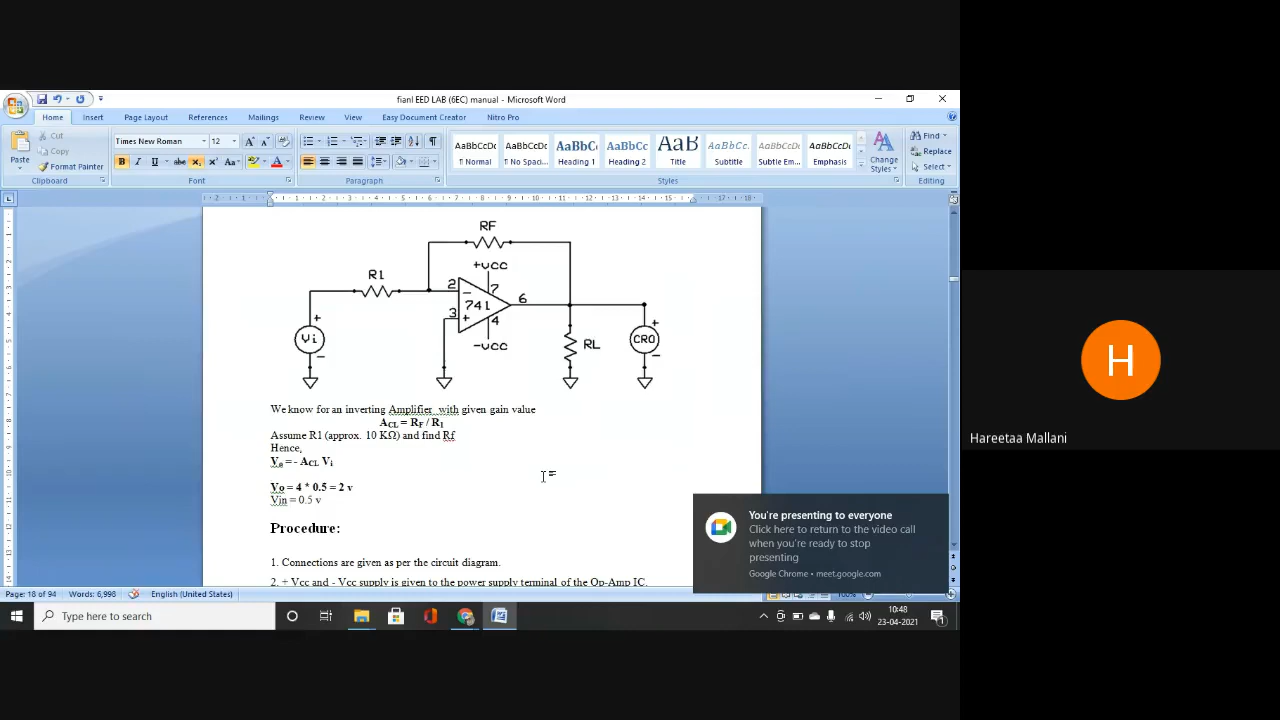 fianl EED LAB (6EC) manual - Microsoft Word
Home Insert Page Layout References Mailings Review View Easy Document Creator Nitro Pro
Paste
Cut
Copy
Format Painter
Clipboard
Times New Roman 12
Font
Paragraph
AaBbCcDc AaBbCcDc AaBbC AaBbCc AaB AaBbCc. AaBbCcDc AaBbCcDc
¶ Normal ¶ No Spaci... Heading 1 Heading 2 Title Subtitle Subtle Em... Emphasis
Styles
Change
Styles
Find
Replace
Select
Editing
RF
R1
+VCC
2
7
741
6
3
4
-VCC
Vi
RL
CRO
We know for an inverting Amplifier with given gain value
ACL = RF / R1
Assume R1 (approx. 10 KΩ) and find Rf
Hence,
Vo = - ACL Vi
Vo = 4 * 0.5 = 2 v
Vin = 0.5 v
Procedure:
1. Connections are given as per the circuit diagram.
2. + Vcc and - Vcc supply is given to the power supply terminal of the Op-Amp IC.
You're presenting to everyone
Click here to return to the video call
when you're ready to stop
presenting
Google Chrome • meet.google.com
Page: 18 of 94 Words: 6,998 English (United States) 100%
Type here to search
10:48
23-04-2021
H
Hareetaa Mallani